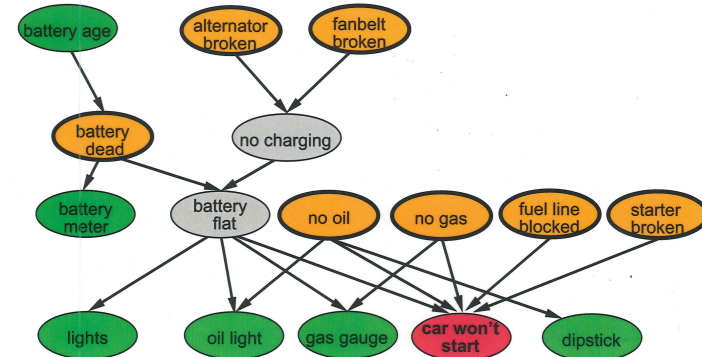 battery age
alternator
broken
fanbelt
broken
battery
dead
no charging
battery
meter
battery
flat
no oil
no gas
fuel line
blocked
starter
broken
lights
oil light
gas gauge
car won't
start
dipstick